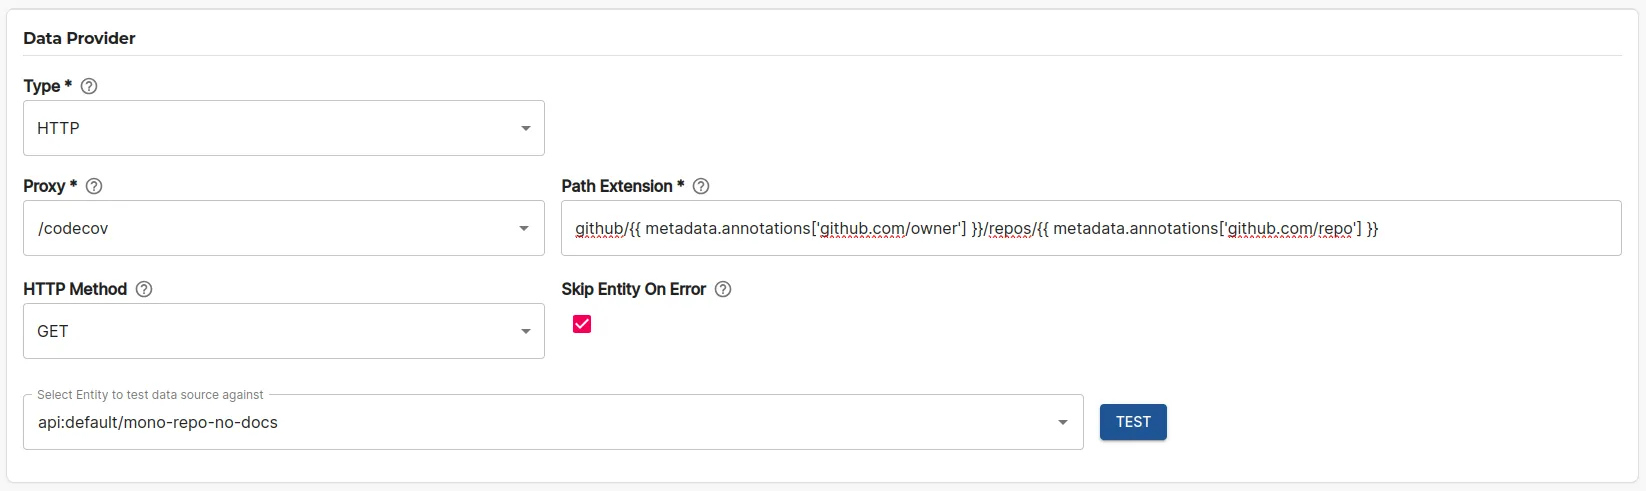 Data Provider
Type *
HTTP
Proxy * Path Extension *
/codecov github/{{ metadata.annotations['github.com/owner'] }}/repos/{{ metadata.annotations['github.com/repo'] }}
HTTP Method Skip Entity On Error
GET
Select Entity to test data source against
api:default/mono-repo-no-docs TEST